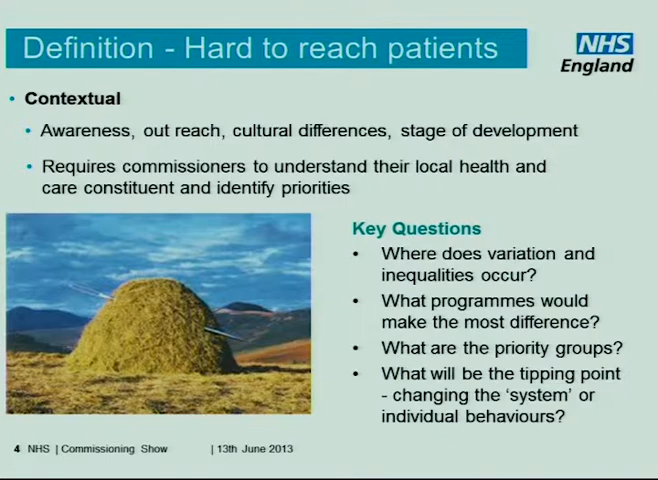 Definition - Hard to reach patients
NHS
England
• Contextual
• Awareness, out reach, cultural differences, stage of development
• Requires commissioners to understand their local health and
care constituent and identify priorities
Key Questions
• Where does variation and
inequalities occur?
• What programmes would
make the most difference?
• What are the priority groups?
• What will be the tipping point
- changing the ‘system’ or
individual behaviours?
4 NHS | Commissioning Show | 13th June 2013